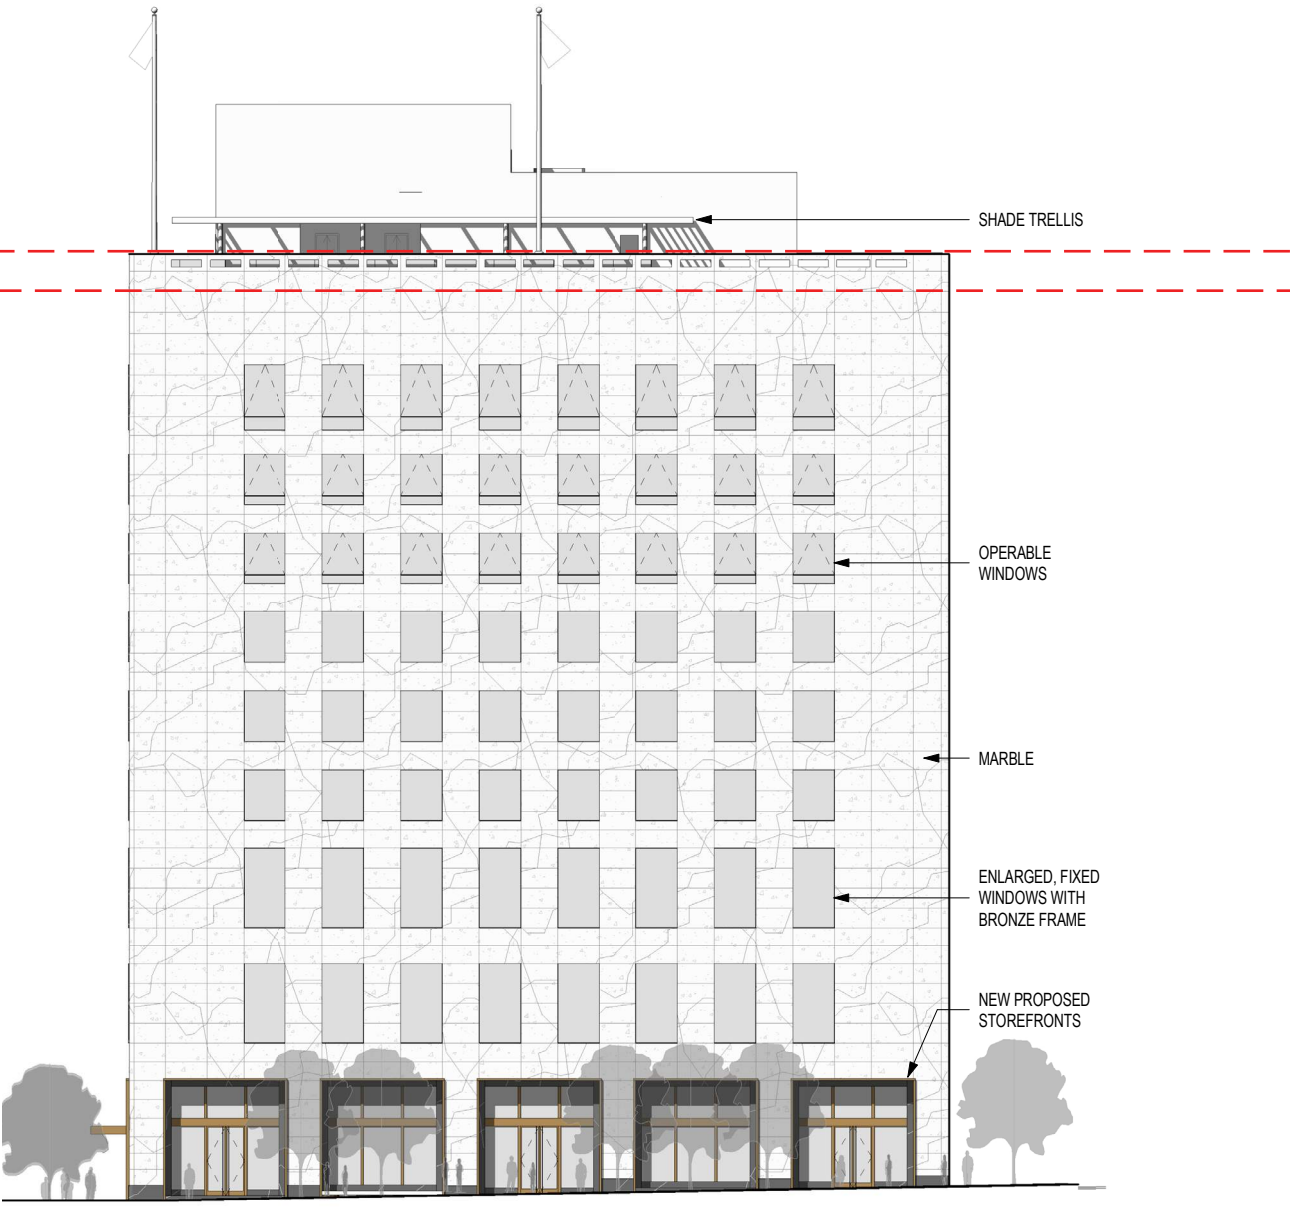 SHADE TRELLIS
OPERABLE
WINDOWS
MARBLE
ENLARGED, FIXED
WINDOWS WITH
BRONZE FRAME
NEW PROPOSED
STOREFRONTS